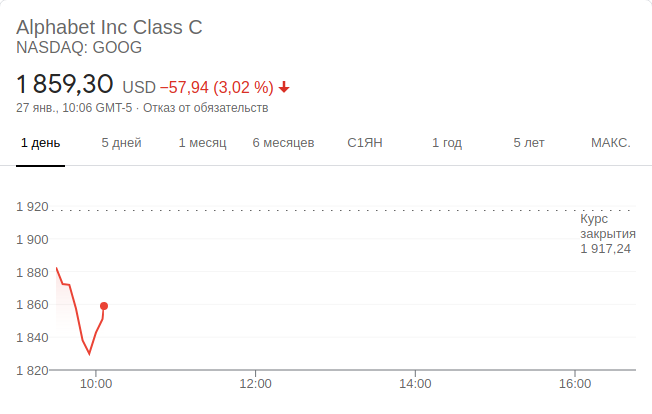 Alphabet Inc Class C
NASDAQ: GOOG
1 859,30 USD −57,94 (3,02 %)
27 янв., 10:06 GMT-5 · Отказ от обязательств
1 день 5 дней 1 месяц 6 месяцев С1ЯН 1 год 5 лет МАКС.
1 920
Курс
закрытия
1 917,24
1 900
1 880
1 860
1 840
1 820
10:00 12:00 14:00 16:00